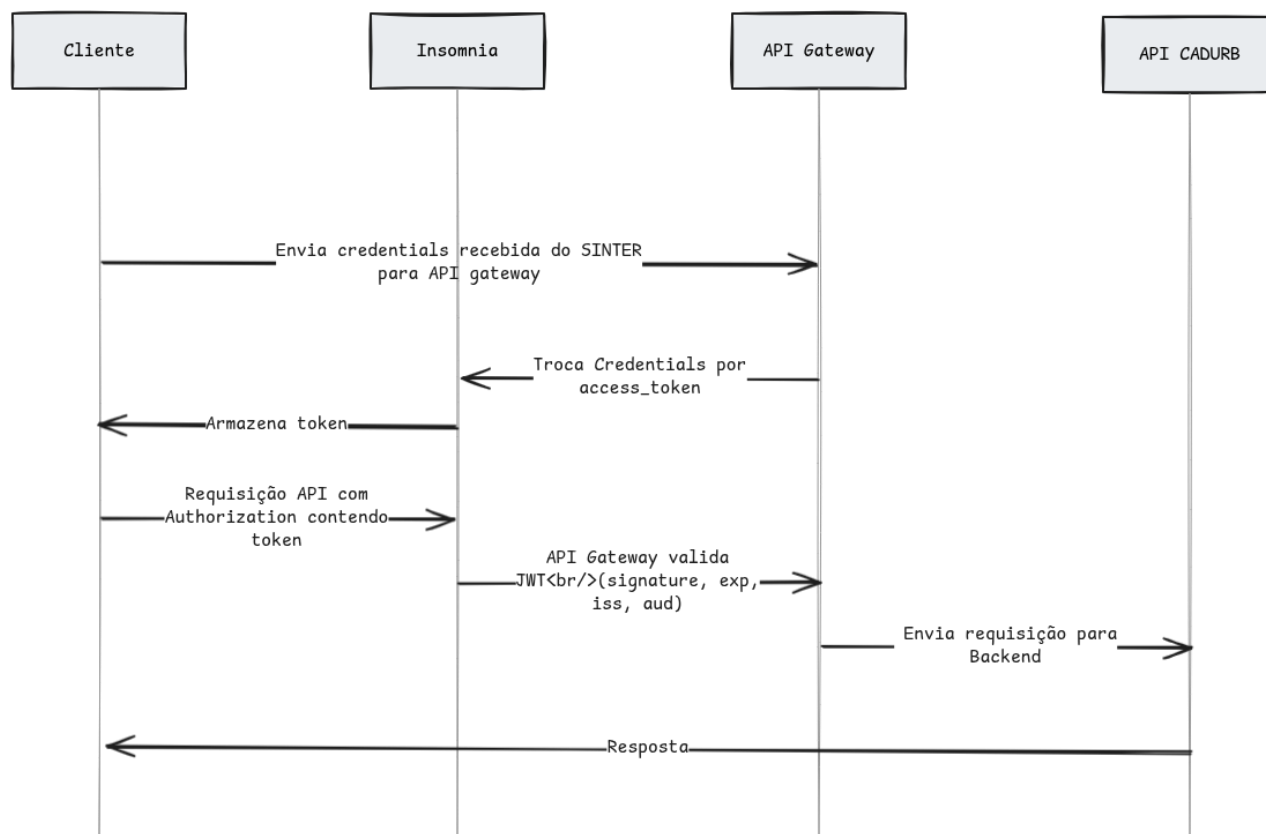 Cliente
Insomnia
API Gateway
API CADURB
Envia credentials recebida do SINTER
para API gateway
Troca Credentials por
access_token
Armazena token
Requisição API com
Authorization contendo
token
API Gateway valida
JWT<br/>(signature, exp,
iss, aud)
Envia requisição para
Backend
Resposta